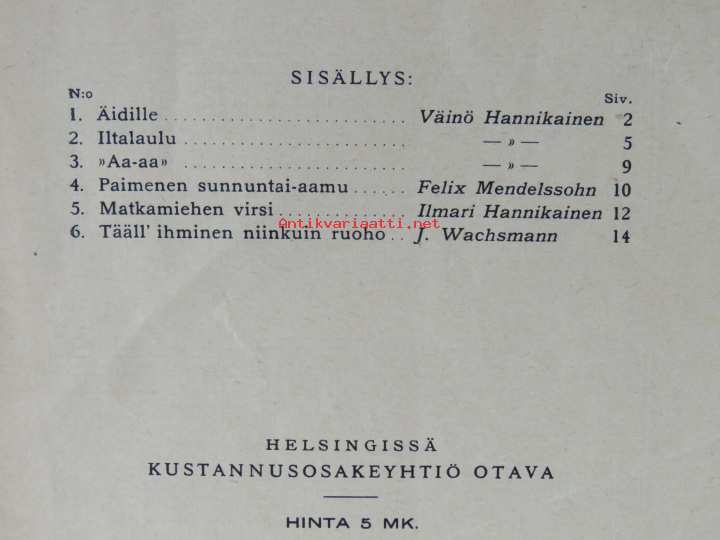 SISÄLLYS:
N:o Siv.
1. Äidille ........................ Väinö Hannikainen 2
2. Iltalaulu ....................... — » — 5
3. »Aa-aa» ....................... — » — 9
4. Paimenen sunnuntai-aamu ...... Felix Mendelssohn 10
5. Matkamiehen virsi ............. Ilmari Hannikainen 12
Antikvariaatti.net
6. Tääll' ihminen niinkuin ruoho .. J. Wachsmann 14
HELSINGISSÄ
KUSTANNUSOSAKEYHTIÖ OTAVA
HINTA 5 MK.